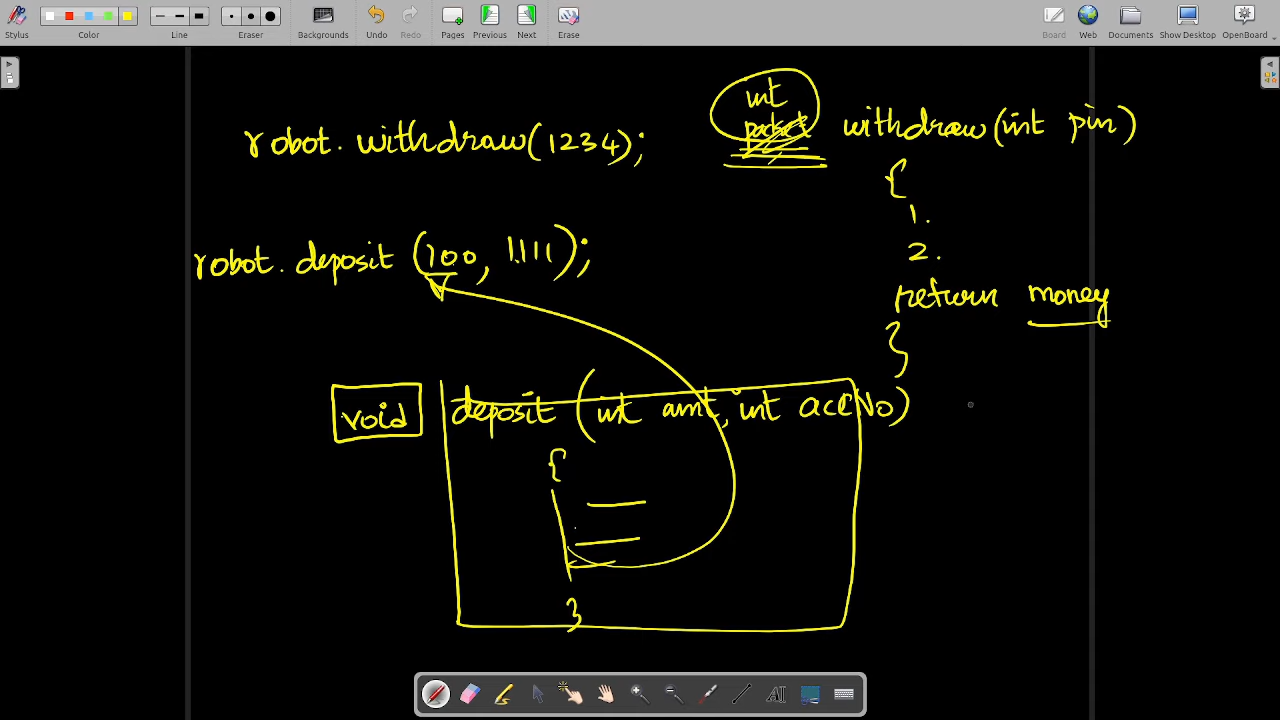 Stylus Color Line Eraser Backgrounds Undo Redo Pages Previous Next Erase Board Web Documents Show Desktop OpenBoard
robot.withdraw(1234);
int
withdraw(int pin)
{
1.
2.
return money
}
robot.deposit(100, 1111);
void deposit (int amt, int accNo)
{
}
AI